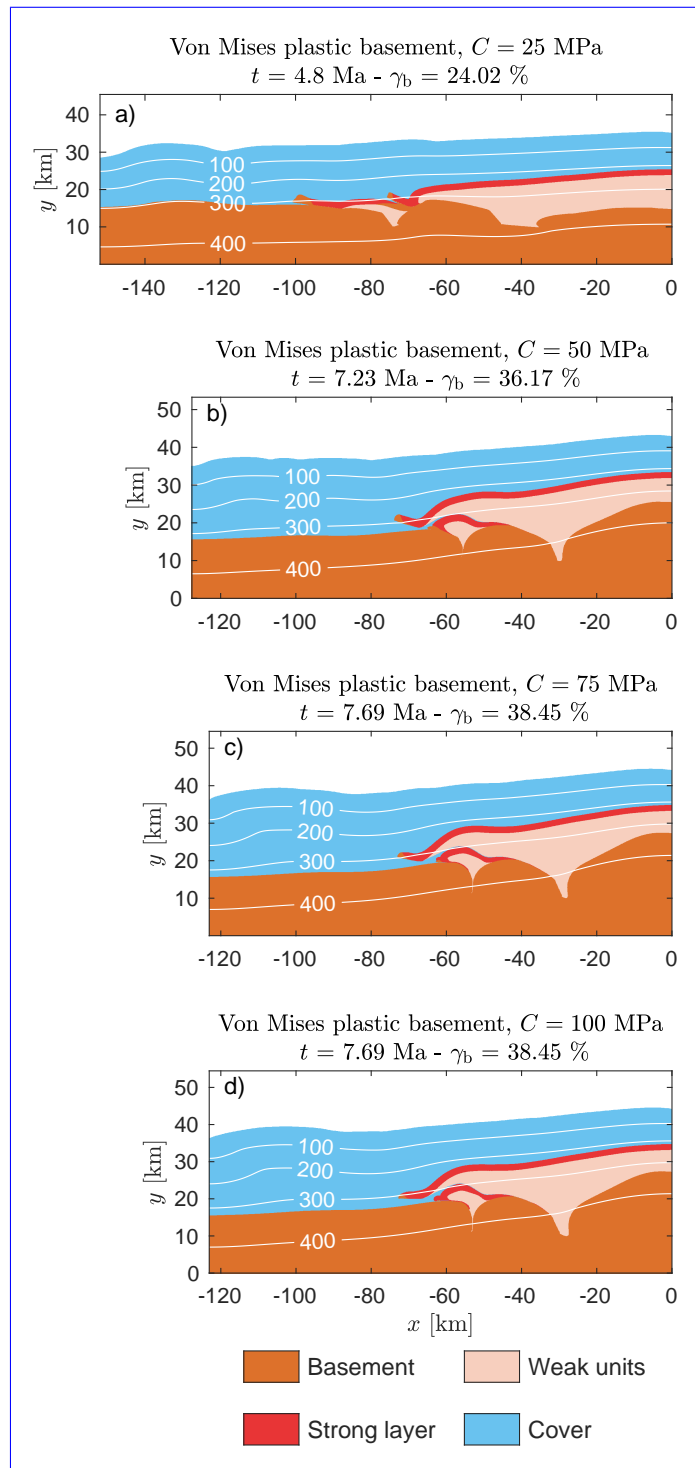 Von Mises plastic basement, C = 25 MPa
t = 4.8 Ma - γb = 24.02 %
a)
y [km]
40
30
20
10
0
100
200
300
400
-140 -120 -100 -80 -60 -40 -20 0
Von Mises plastic basement, C = 50 MPa
t = 7.23 Ma - γb = 36.17 %
b)
y [km]
50
40
30
20
10
0
100
200
300
400
-120 -100 -80 -60 -40 -20 0
Von Mises plastic basement, C = 75 MPa
t = 7.69 Ma - γb = 38.45 %
c)
y [km]
50
40
30
20
10
100
200
300
400
-120 -100 -80 -60 -40 -20 0
Von Mises plastic basement, C = 100 MPa
t = 7.69 Ma - γb = 38.45 %
d)
y [km]
50
40
30
20
10
0
100
200
300
400
-120 -100 -80 -60 -40 -20 0
x [km]
Basement Weak units
Strong layer Cover